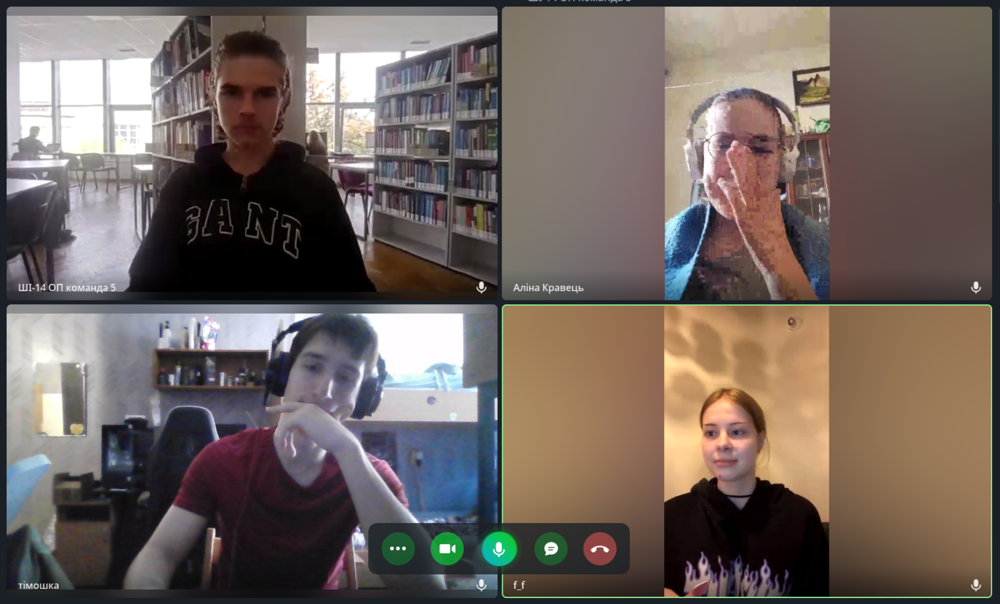 GANT
ШІ-14 ОП команда 5
Аліна Кравець
тімошка
f_f